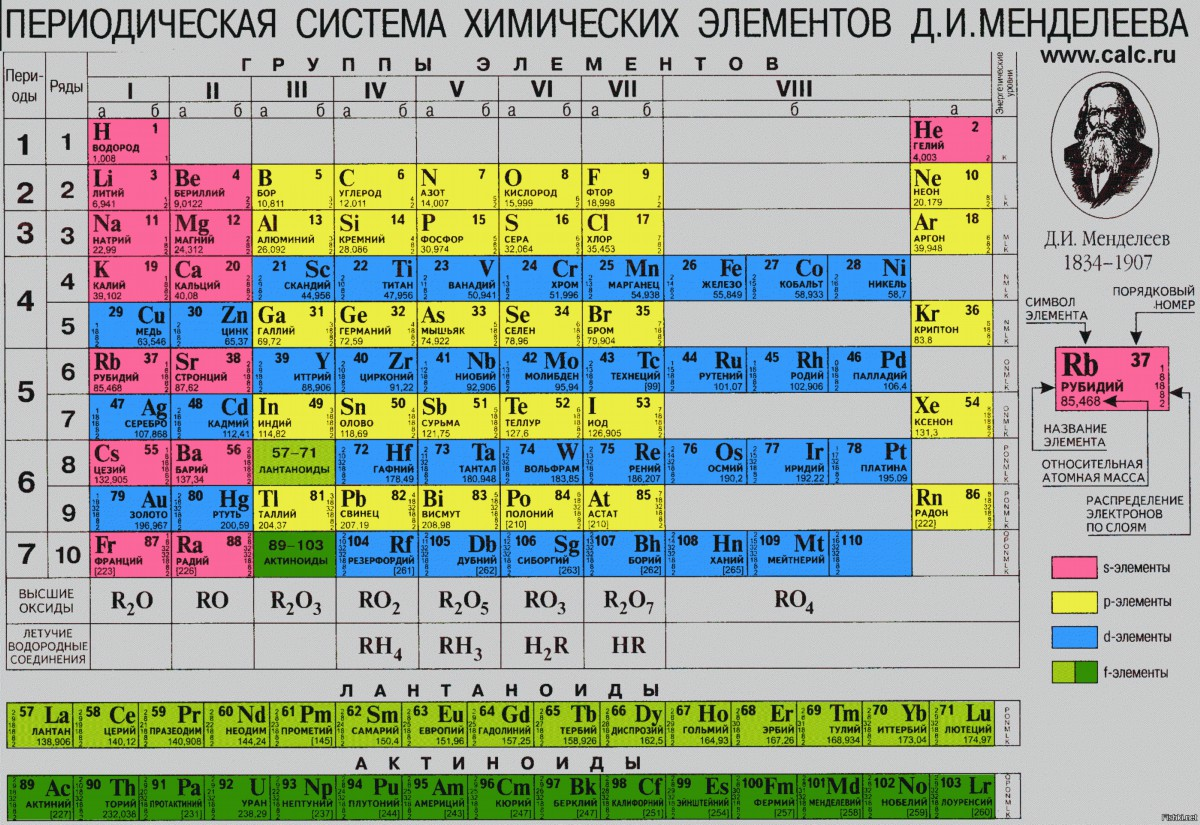 ПЕРИОДИЧЕСКАЯ СИСТЕМА ХИМИЧЕСКИХ ЭЛЕМЕНТОВ Д.И.МЕНДЕЛЕЕВА
www.calc.ru
Пери-
оды
Ряды
ГРУППЫ ЭЛЕМЕНТОВ
Энергетические
уровни
I II III IV V VI VII VIII
а б а б а б а б а б а б а б б а
1 1 H 1 He 2
ВОДОРОД ГЕЛИЙ
1,008 4,003
2 2 Li 3 Be 4 B 5 C 6 N 7 O 8 F 9 Ne 10
ЛИТИЙ БЕРИЛЛИЙ БОР УГЛЕРОД АЗОТ КИСЛОРОД ФТОР НЕОН
6,941 9,0122 10,811 12,011 14,007 15,999 18,998 20,179
3 3 Na 11 Mg 12 Al 13 Si 14 P 15 S 16 Cl 17 Ar 18
НАТРИЙ МАГНИЙ АЛЮМИНИЙ КРЕМНИЙ ФОСФОР СЕРА ХЛОР АРГОН
22,99 24,312 26,092 28,086 30,974 32,064 35,453 39,948
4 4 K 19 Ca 20 21 Sc 22 Ti 23 V 24 Cr 25 Mn 26 Fe 27 Co 28 Ni
КАЛИЙ КАЛЬЦИЙ СКАНДИЙ ТИТАН ВАНАДИЙ ХРОМ МАРГАНЕЦ ЖЕЛЕЗО КОБАЛЬТ НИКЕЛЬ
39,102 40,08 44,956 47,956 50,941 51,996 54,938 55,849 58,933 58,7
5 29 Cu 30 Zn Ga 31 Ge 32 As 33 Se 34 Br 35 Kr 36
МЕДЬ ЦИНК ГАЛЛИЙ ГЕРМАНИЙ МЫШЬЯК СЕЛЕН БРОМ КРИПТОН
63,546 65,37 69,72 72,59 74,922 78,96 79,904 83,8
5 6 Rb 37 Sr 38 39 Y 40 Zr 41 Nb 42 Mo 43 Tc 44 Ru 45 Rh 46 Pd
РУБИДИЙ СТРОНЦИЙ ИТТРИЙ ЦИРКОНИЙ НИОБИЙ МОЛИБДЕН ТЕХНЕЦИЙ РУТЕНИЙ РОДИЙ ПАЛЛАДИЙ
85,468 87,62 88,906 91,22 92,906 95,94 [99] 101,07 102,906 106,4
7 47 Ag 48 Cd In 49 Sn 50 Sb 51 Te 52 I 53 Xe 54
СЕРЕБРО КАДМИЙ ИНДИЙ ОЛОВО СУРЬМА ТЕЛЛУР ИОД КСЕНОН
107,868 112,41 114,82 118,69 121,75 127,6 126,905 131,3
6 8 Cs 55 Ba 56 57–71 72 Hf 73 Ta 74 W 75 Re 76 Os 77 Ir 78 Pt
ЦЕЗИЙ БАРИЙ ЛАНТАНОИДЫ ГАФНИЙ ТАНТАЛ ВОЛЬФРАМ РЕНИЙ ОСМИЙ ИРИДИЙ ПЛАТИНА
132,905 137,34 178,49 180,948 183,85 186,207 190,2 192,22 195,09
9 79 Au 80 Hg Tl 81 Pb 82 Bi 83 Po 84 At 85 Rn 86
ЗОЛОТО РТУТЬ ТАЛЛИЙ СВИНЕЦ ВИСМУТ ПОЛОНИЙ АСТАТ РАДОН
196,967 200,59 204,37 207,19 208,98 [210] [210] [222]
7 10 Fr 87 Ra 88 89–103 104 Rf 105 Db 106 Sg 107 Bh 108 Hn 109 Mt 110
ФРАНЦИЙ РАДИЙ АКТИНОИДЫ РЕЗЕРФОРДИЙ ДУБНИЙ СИБОРГИЙ БОРИЙ ХАНИЙ МЕЙТНЕРИЙ
[223] [226] [261] [262] [263] [262] [265]
ВЫСШИЕ
ОКСИДЫ
R₂O RO R₂O₃ RO₂ R₂O₅ RO₃ R₂O₇ RO₄
ЛЕТУЧИЕ
ВОДОРОДНЫЕ
СОЕДИНЕНИЯ
RH₄ RH₃ H₂R HR
ЛАНТАНОИДЫ
57 La 58 Ce 59 Pr 60 Nd 61 Pm 62 Sm 63 Eu 64 Gd 65 Tb 66 Dy 67 Ho 68 Er 69 Tm 70 Yb 71 Lu
ЛАНТАН ЦЕРИЙ ПРАЗЕОДИМ НЕОДИМ ПРОМЕТИЙ САМАРИЙ ЕВРОПИЙ ГАДОЛИНИЙ ТЕРБИЙ ДИСПРОЗИЙ ГОЛЬМИЙ ЭРБИЙ ТУЛИЙ ИТТЕРБИЙ ЛЮТЕЦИЙ
138,906 140,12 140,908 144,24 [145] 150,4 151,96 157,25 158,926 162,5 164,93 167,26 168,934 173,04 174,97
АКТИНОИДЫ
89 Ac 90 Th 91 Pa 92 U 93 Np 94 Pu 95 Am 96 Cm 97 Bk 98 Cf 99 Es 100 Fm 101 Md 102 No 103 Lr
АКТИНИЙ ТОРИЙ ПРОТАКТИНИЙ УРАН НЕПТУНИЙ ПЛУТОНИЙ АМЕРИЦИЙ КЮРИЙ БЕРКЛИЙ КАЛИФОРНИЙ ЭЙНШТЕЙНИЙ ФЕРМИЙ МЕНДЕЛЕВИЙ НОБЕЛИЙ ЛОУРЕНСИЙ
[227] 232,038 [231] 238,29 [237] [244] [243] [247] [247] [251] [254] [257] [258] [259] [260]
Д.И. Менделеев
1834–1907
СИМВОЛ
ЭЛЕМЕНТА
ПОРЯДКОВЫЙ
НОМЕР
Rb 37
РУБИДИЙ
85,468
1
8
18
8
2
НАЗВАНИЕ
ЭЛЕМЕНТА
ОТНОСИТЕЛЬНАЯ
АТОМНАЯ МАССА
РАСПРЕДЕЛЕНИЕ
ЭЛЕКТРОНОВ
ПО СЛОЯМ
s-элементы
p-элементы
d-элементы
f-элементы
Fishki.net